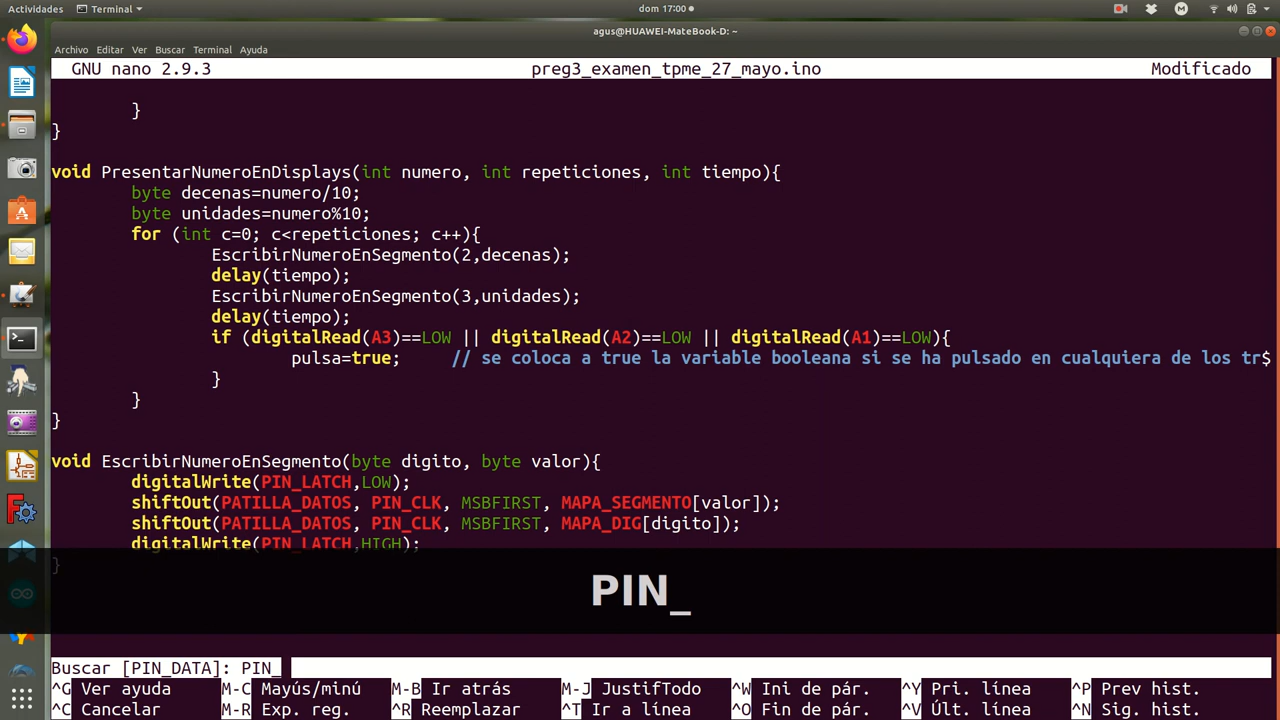 Actividades Terminal dom 17:00
agus@HUAWEI-MateBook-D: ~
Archivo Editar Ver Buscar Terminal Ayuda
GNU nano 2.9.3 preg3_examen_tpme_27_mayo.ino Modificado
}
}
void PresentarNumeroEnDisplays(int numero, int repeticiones, int tiempo){
byte decenas=numero/10;
byte unidades=numero%10;
for (int c=0; c<repeticiones; c++){
EscribirNumeroEnSegmento(2,decenas);
delay(tiempo);
EscribirNumeroEnSegmento(3,unidades);
delay(tiempo);
if (digitalRead(A3)==LOW || digitalRead(A2)==LOW || digitalRead(A1)==LOW){
pulsa=true; // se coloca a true la variable booleana si se ha pulsado en cualquiera de los tr$
}
}
}
void EscribirNumeroEnSegmento(byte digito, byte valor){
digitalWrite(PIN_LATCH,LOW);
shiftOut(PATILLA_DATOS, PIN_CLK, MSBFIRST, MAPA_SEGMENTO[valor]);
shiftOut(PATILLA_DATOS, PIN_CLK, MSBFIRST, MAPA_DIG[digito]);
digitalWrite(PIN_LATCH,HIGH);
}
PIN_
Buscar [PIN_DATA]: PIN_
^G Ver ayuda M-C Mayús/minú M-B Ir atrás M-J JustifTodo ^W Ini de pár. ^Y Pri. línea ^P Prev hist.
^C Cancelar M-R Exp. reg. ^R Reemplazar ^T Ir a línea ^O Fin de pár. ^V Últ. línea ^N Sig. hist.